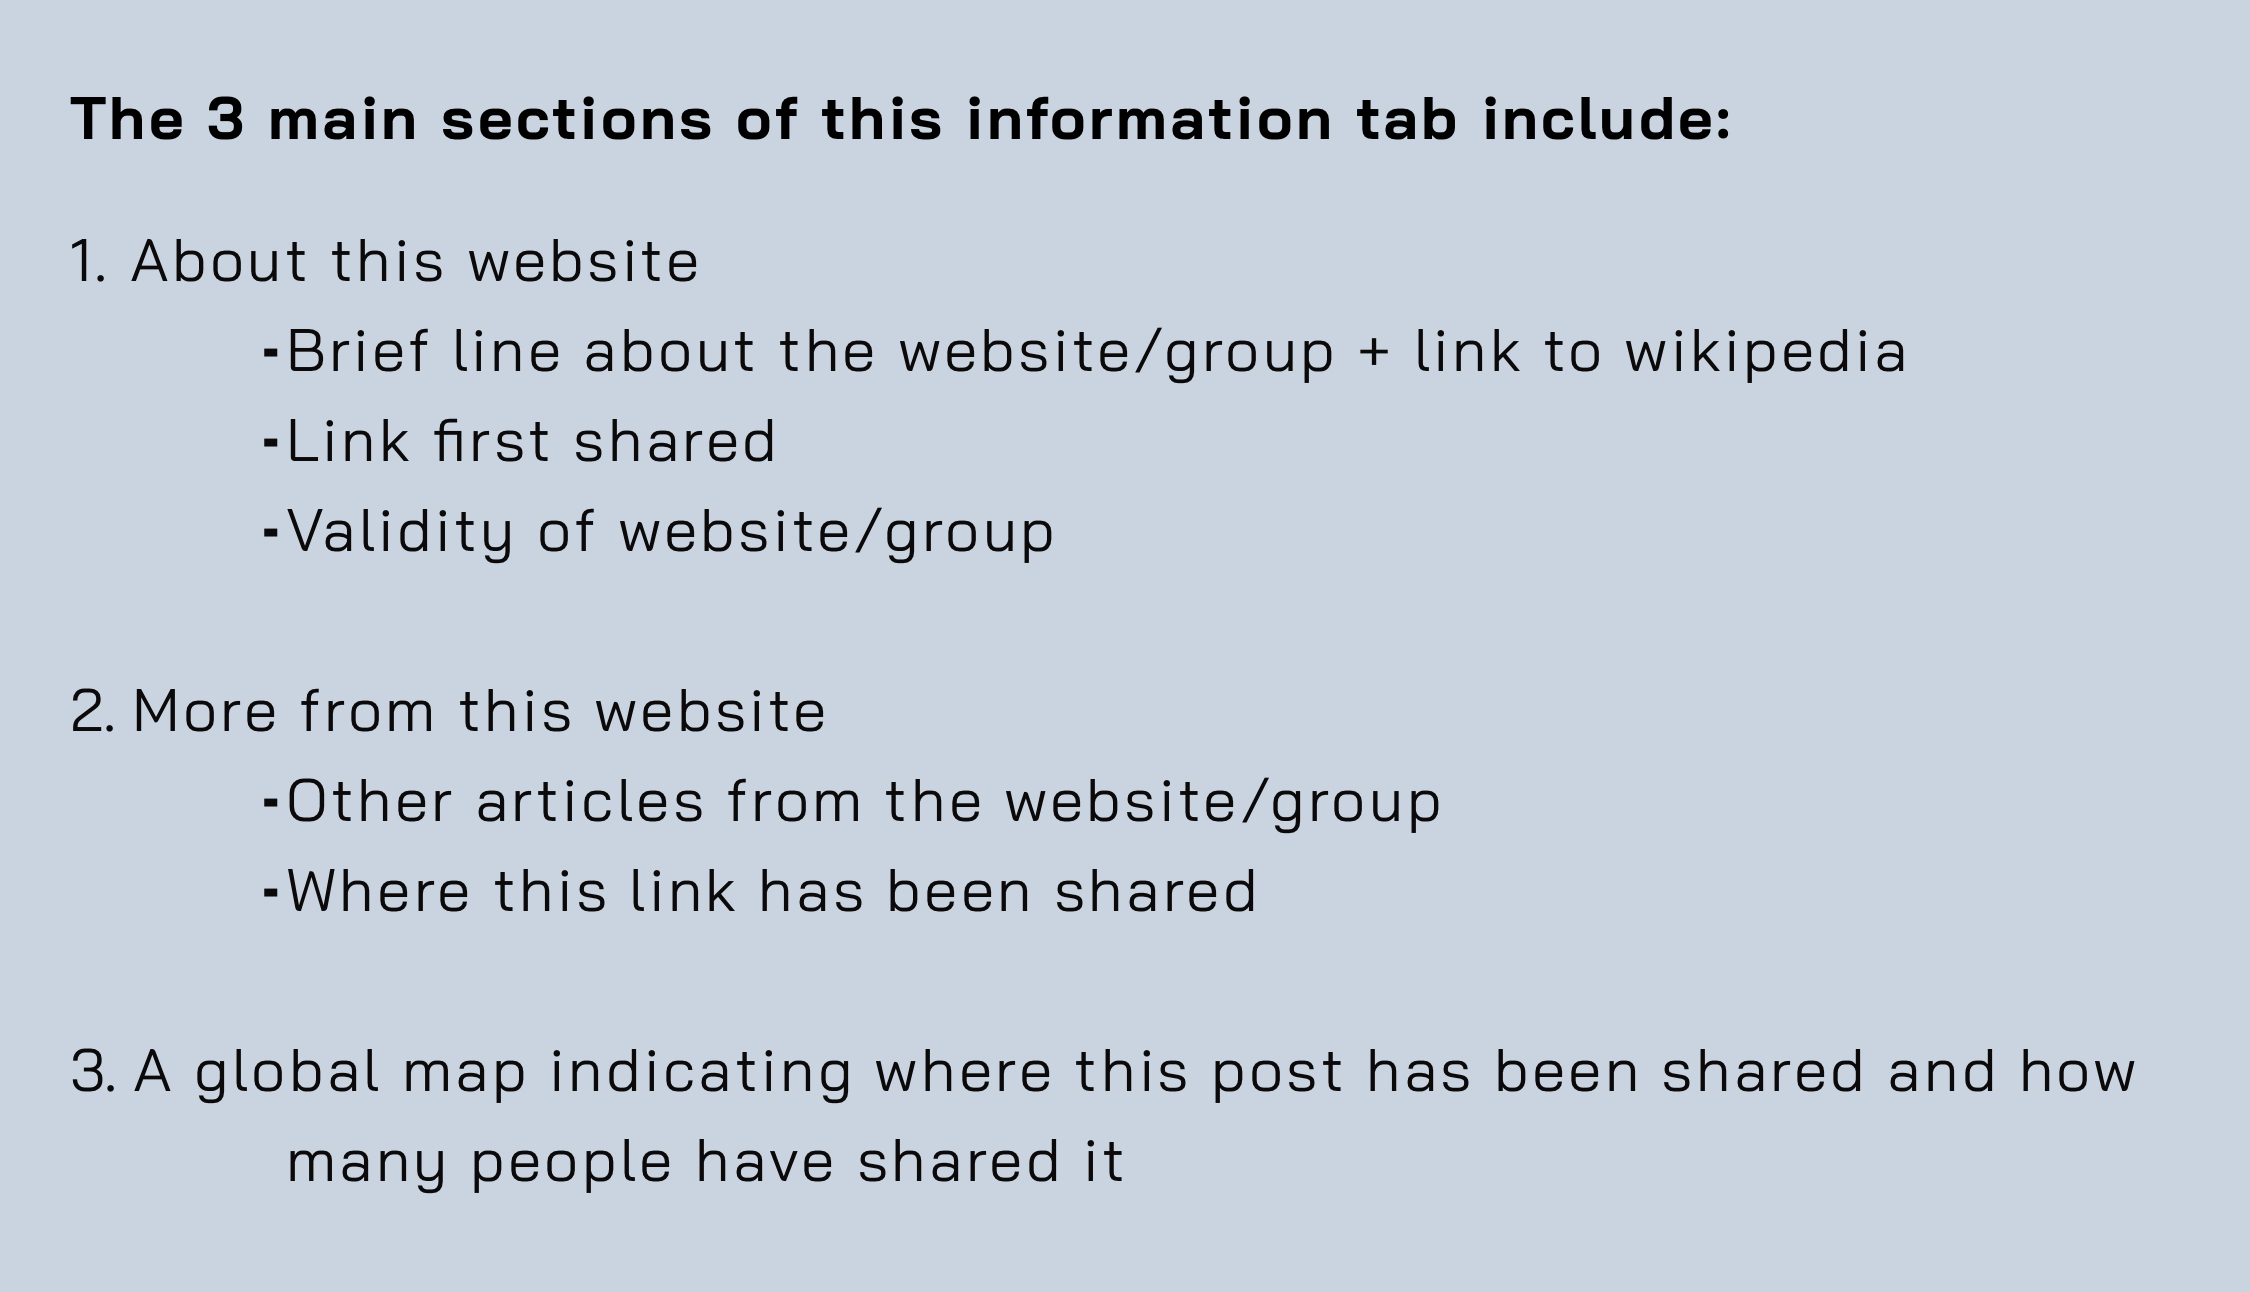 The 3 main sections of this information tab include:
1. About this website
-Brief line about the website/group + link to wikipedia
-Link first shared
-Validity of website/group
2. More from this website
-Other articles from the website/group
-Where this link has been shared
3. A global map indicating where this post has been shared and how
many people have shared it